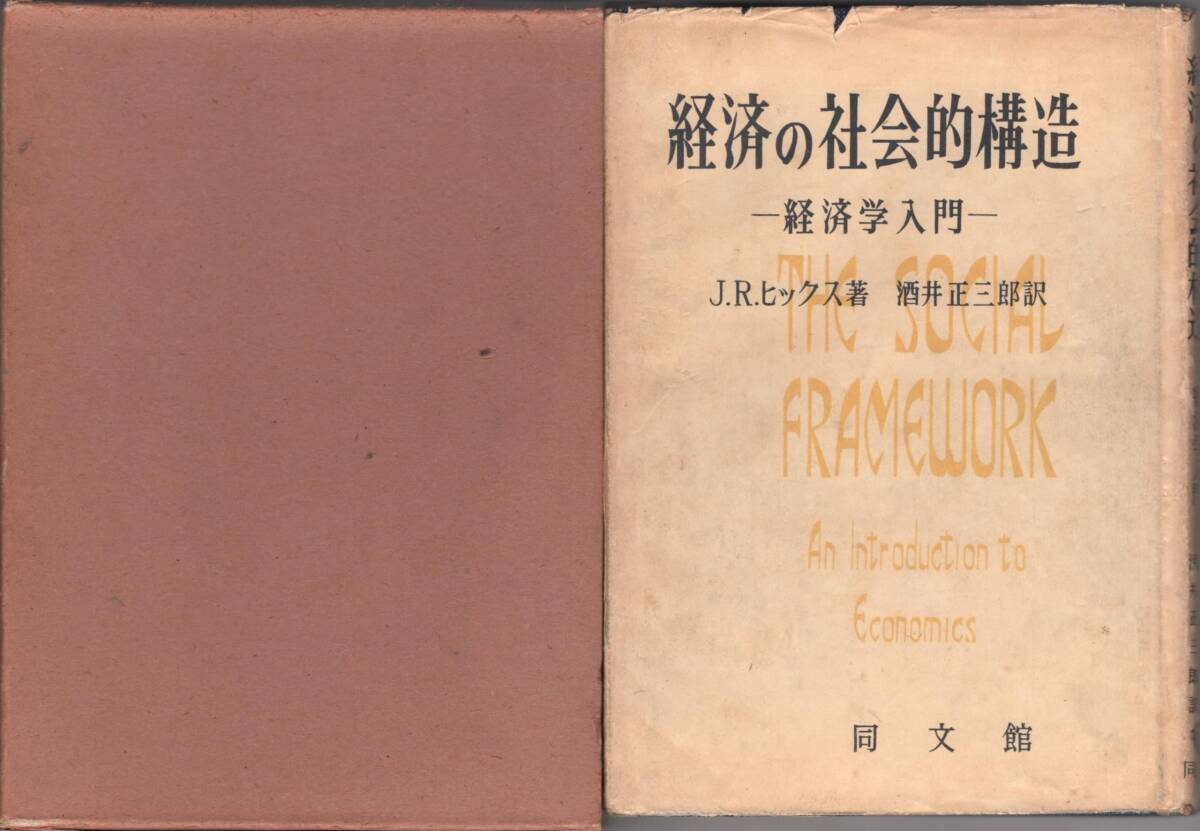 経済の社会的構造
—経済学入門—
J.R.ヒックス著 酒井正三郎訳
THE SOCIAL
FRAMEWORK
An Introduction to
Economics
同文館